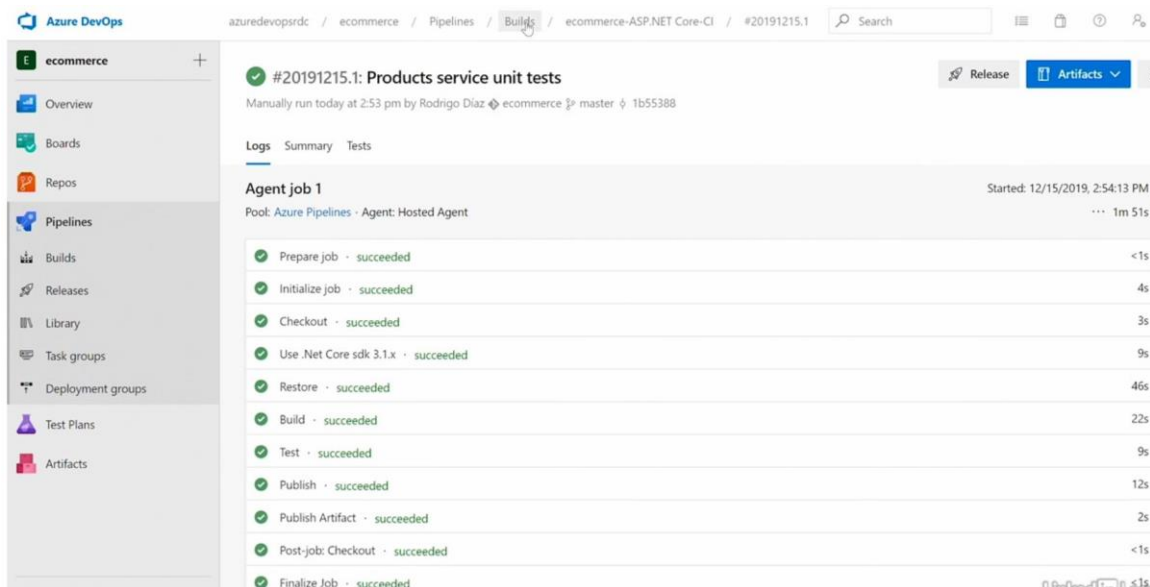 Azure DevOps
azuredevopsrdc / ecommerce / Pipelines / Builds / ecommerce-ASP.NET Core-CI / #20191215.1
Search
E ecommerce
Overview
Boards
Repos
Pipelines
Builds
Releases
Library
Task groups
Deployment groups
Test Plans
Artifacts
#20191215.1: Products service unit tests
Release
Artifacts
Manually run today at 2:53 pm by Rodrigo Díaz ecommerce master 1b55388
Logs Summary Tests
Agent job 1
Started: 12/15/2019, 2:54:13 PM
Pool: Azure Pipelines · Agent: Hosted Agent
··· 1m 51s
Prepare job · succeeded <1s
Initialize job · succeeded 4s
Checkout · succeeded 3s
Use .Net Core sdk 3.1.x · succeeded 9s
Restore · succeeded 46s
Build · succeeded 22s
Test · succeeded 9s
Publish · succeeded 12s
Publish Artifact · succeeded 2s
Post-job: Checkout · succeeded <1s
Finalize Job · succeeded <1s